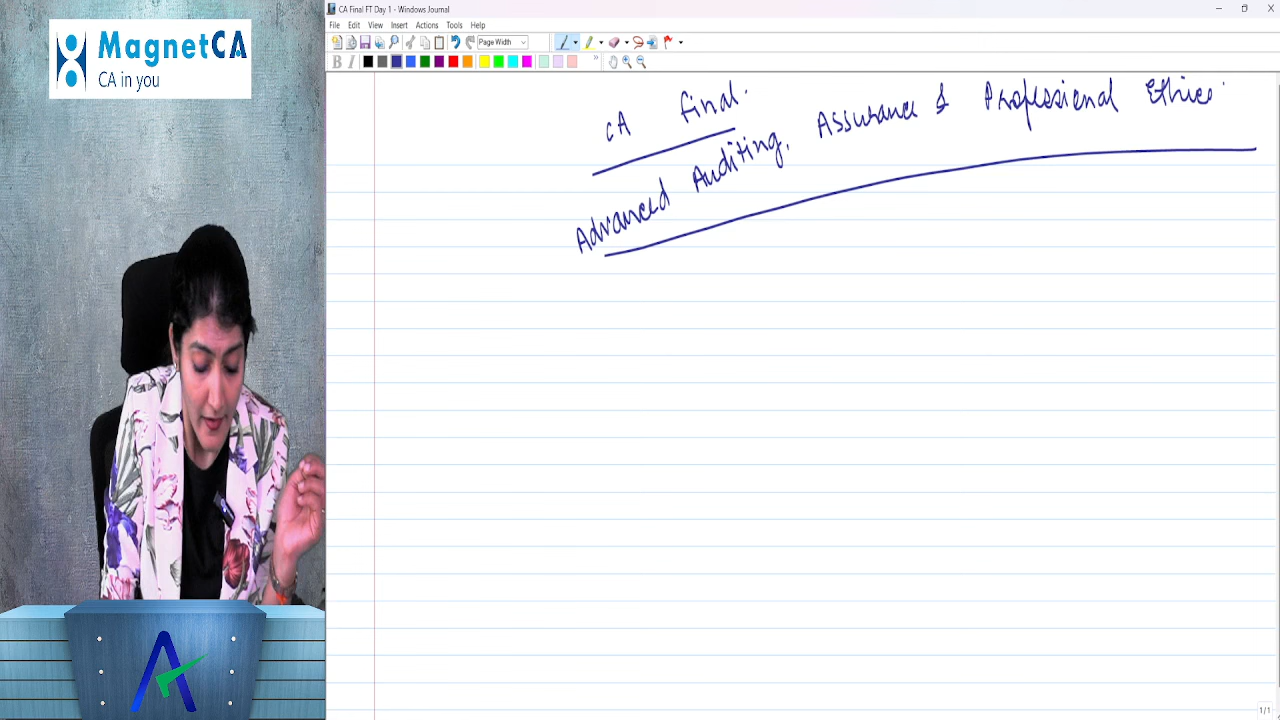 CA Final FT Day 1 - Windows Journal
MagnetCA
CA in you
File Edit View Insert Actions Tools Help
Page Width
B I
CA Final.
Advanced Auditing, Assurance & Professional Ethics.
1/1